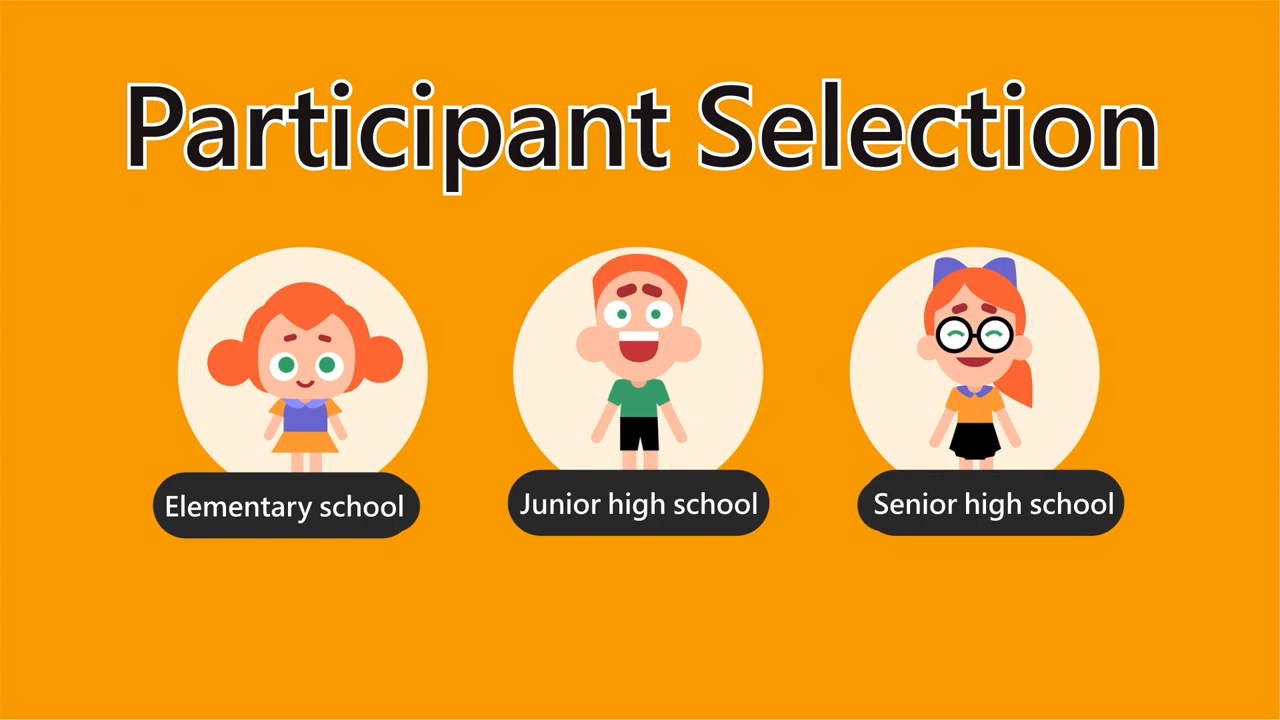 Participant Selection
Elementary school
Junior high school
Senior high school